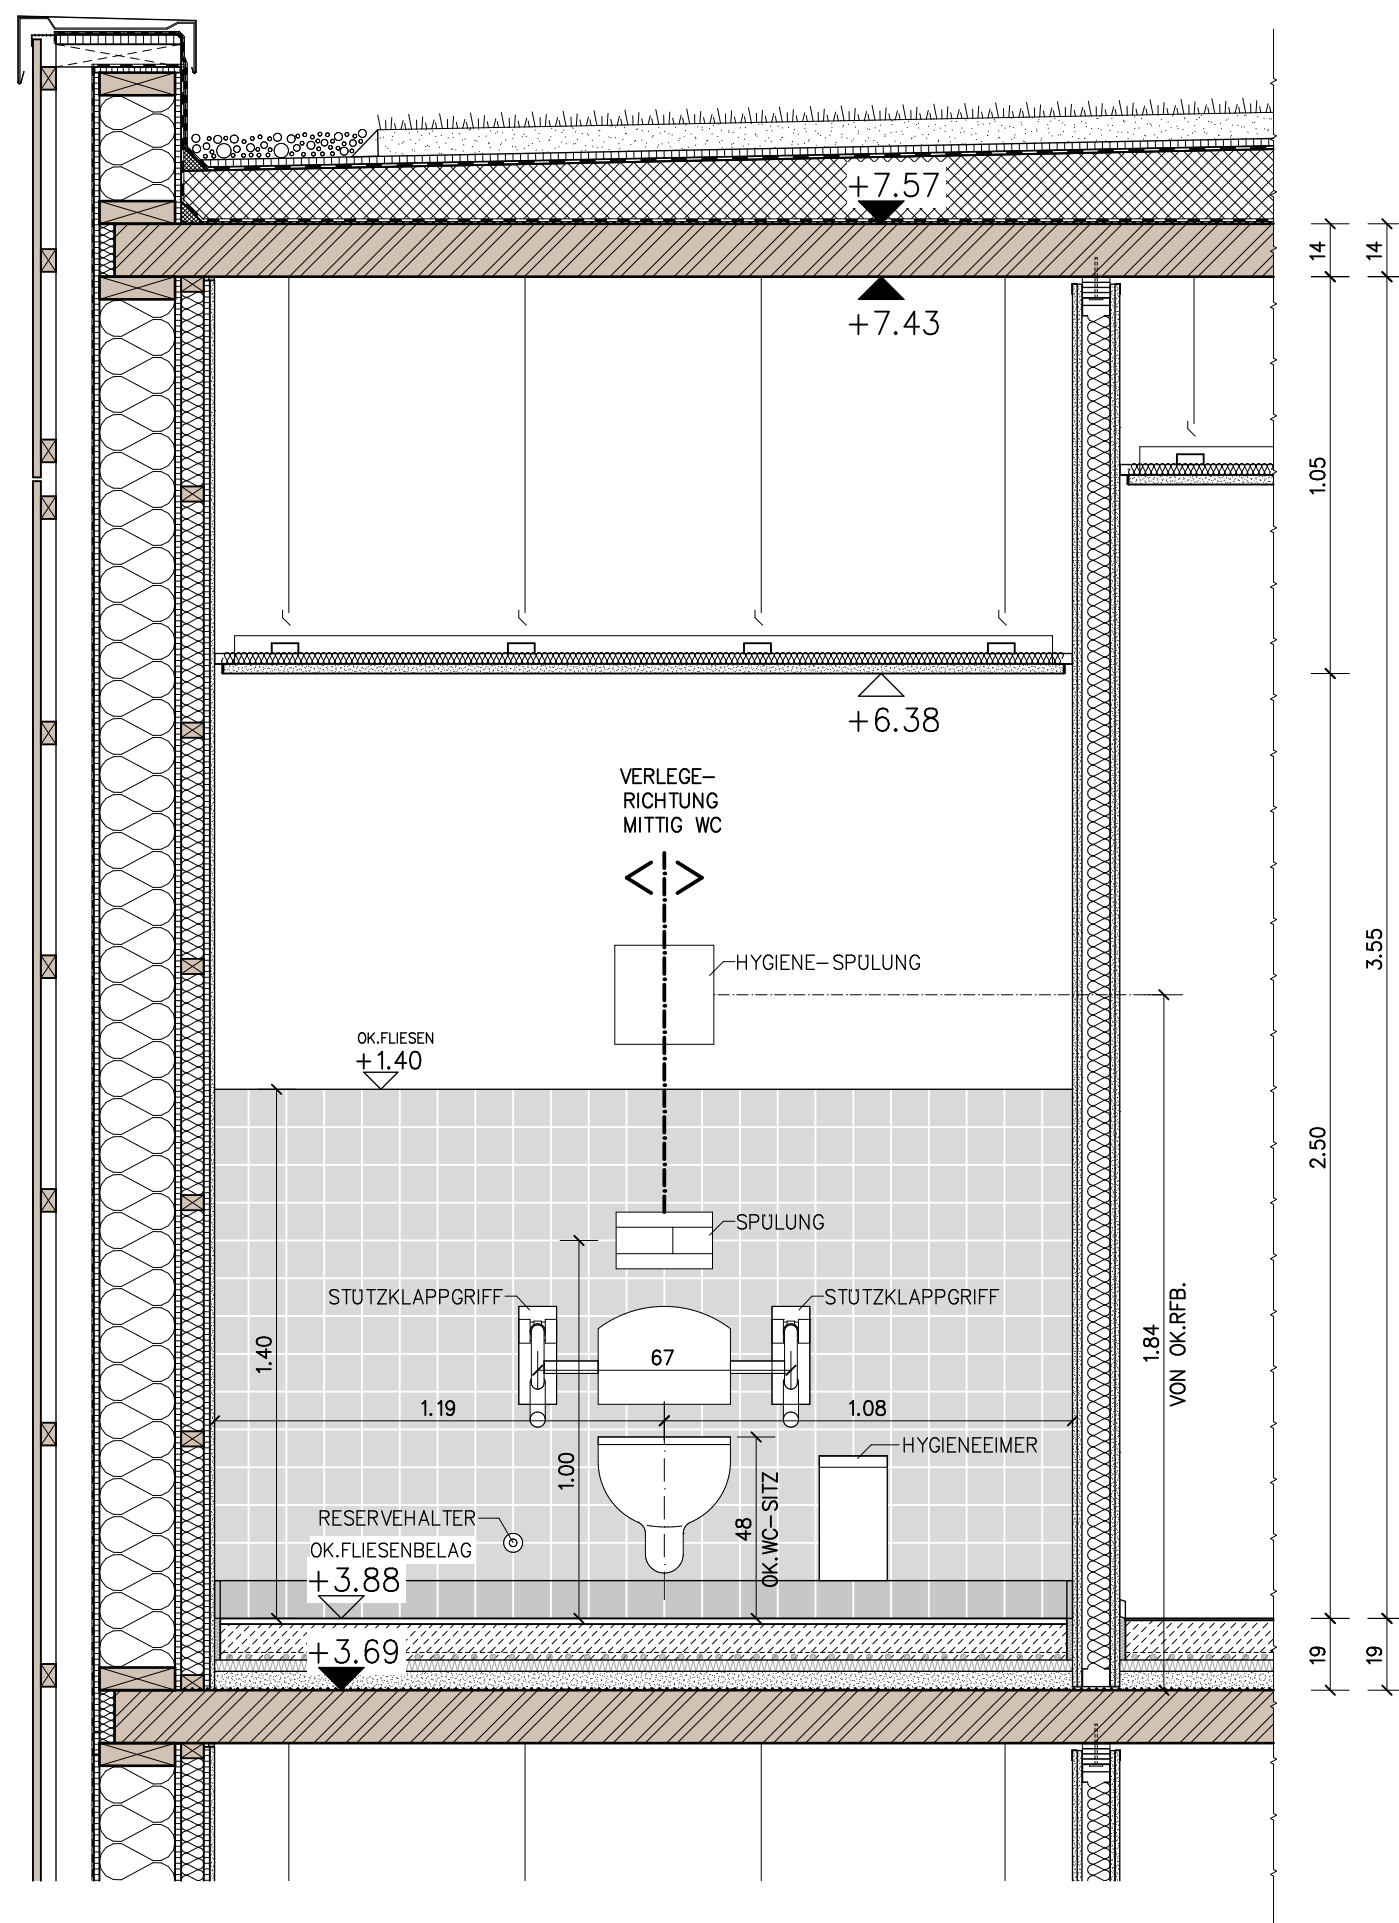 +7.57
14
14
+7.43
1.05
+6.38
VERLEGE-
RICHTUNG
MITTIG WC
3.55
HYGIENE-SPÜLUNG
OK.FLIESEN
+1.40
2.50
SPÜLUNG
STÜTZKLAPPGRIFF
STÜTZKLAPPGRIFF
1.40
67
1.84
VON OK.RFB.
1.19
1.08
HYGIENEEIMER
1.00
48
OK.WC-SITZ
RESERVEHALTER
OK.FLIESENBELAG
+3.88
+3.69
19
19